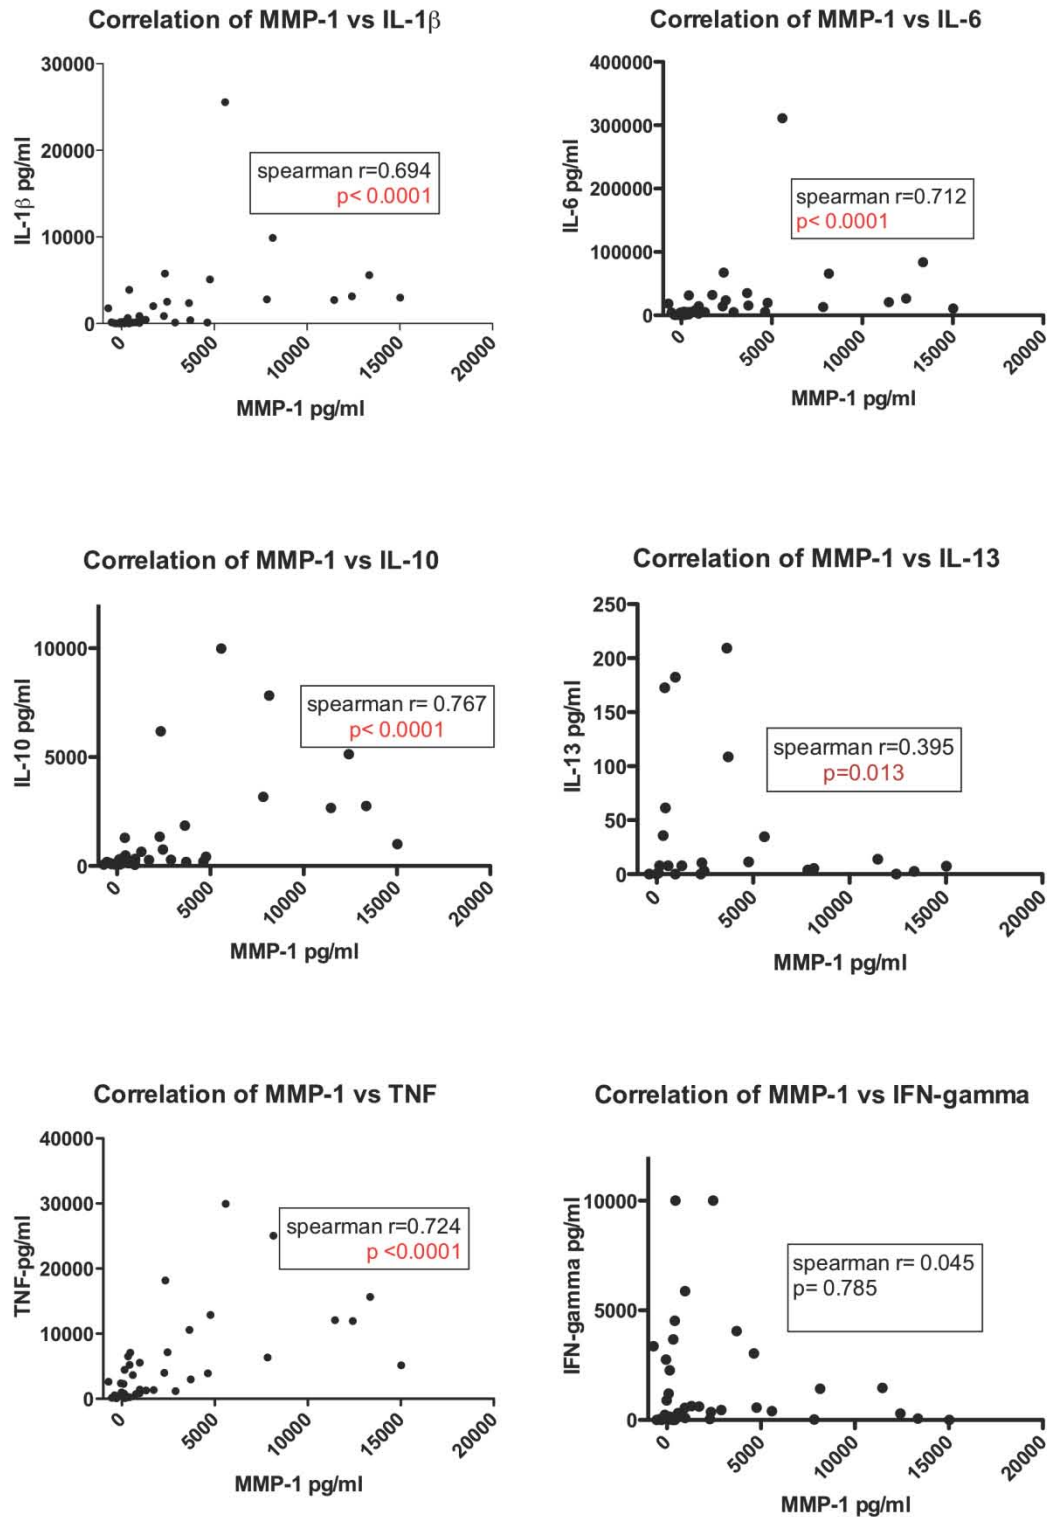 Correlation of MMP-1 vs IL-1β
30000
20000
10000
0
IL-1β pg/ml
spearman r=0.694
p< 0.0001
0
5000
10000
15000
20000
MMP-1 pg/ml
Correlation of MMP-1 vs IL-6
400000
300000
200000
100000
0
IL-6 pg/ml
spearman r=0.712
p< 0.0001
0
5000
10000
15000
20000
MMP-1 pg/ml
Correlation of MMP-1 vs IL-10
10000
5000
0
IL-10 pg/ml
spearman r= 0.767
p< 0.0001
0
5000
10000
15000
20000
MMP-1 pg/ml
Correlation of MMP-1 vs IL-13
250
200
150
100
50
0
IL-13 pg/ml
spearman r=0.395
p=0.013
0
5000
10000
15000
20000
MMP-1 pg/ml
Correlation of MMP-1 vs TNF
40000
30000
20000
10000
0
TNF-pg/ml
spearman r=0.724
p <0.0001
0
5000
10000
15000
20000
MMP-1 pg/ml
Correlation of MMP-1 vs IFN-gamma
10000
5000
0
IFN-gamma pg/ml
spearman r= 0.045
p= 0.785
0
5000
10000
15000
20000
MMP-1 pg/ml